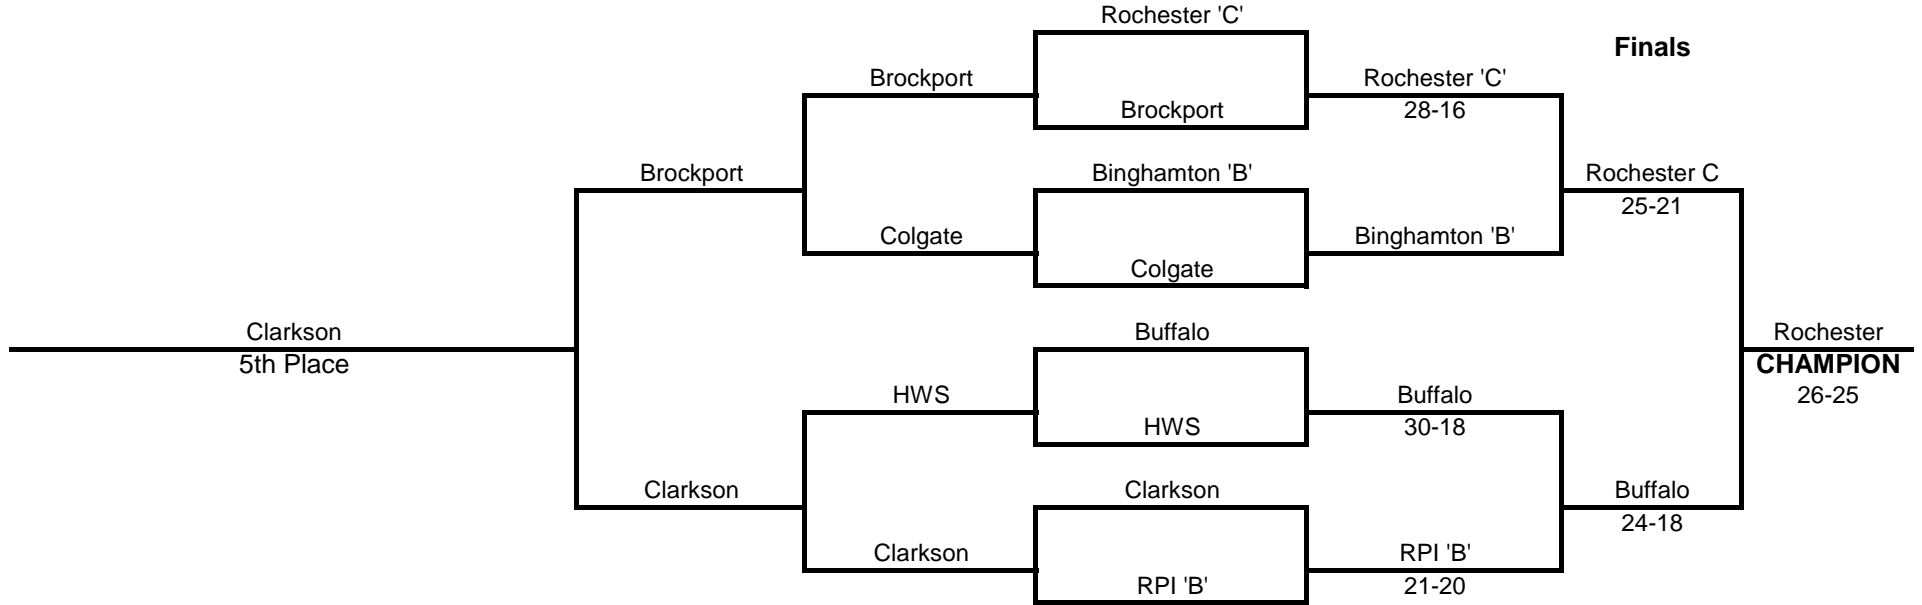 Rochester 'C'
Finals
Brockport
Rochester 'C'
Brockport
28-16
Brockport
Binghamton 'B'
Rochester C
25-21
Colgate
Binghamton 'B'
Colgate
Clarkson
Buffalo
Rochester
5th Place
CHAMPION
HWS
Buffalo
26-25
HWS
30-18
Clarkson
Clarkson
Buffalo
24-18
Clarkson
RPI 'B'
RPI 'B'
21-20